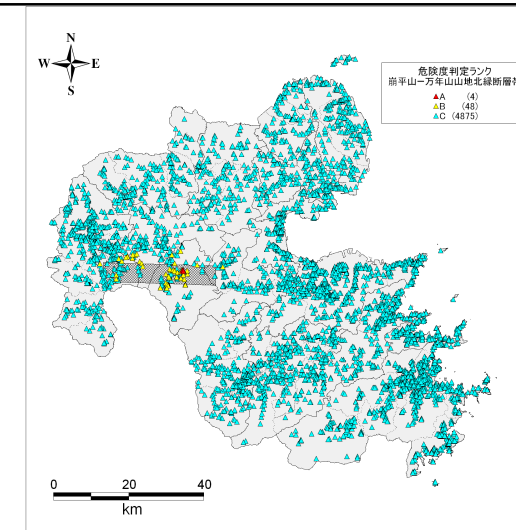 N
W E
S
危険度判定ランク
崩平山－万年山山地北縁断層帯
A (4)
B (48)
C (4875)
0 20 40
km